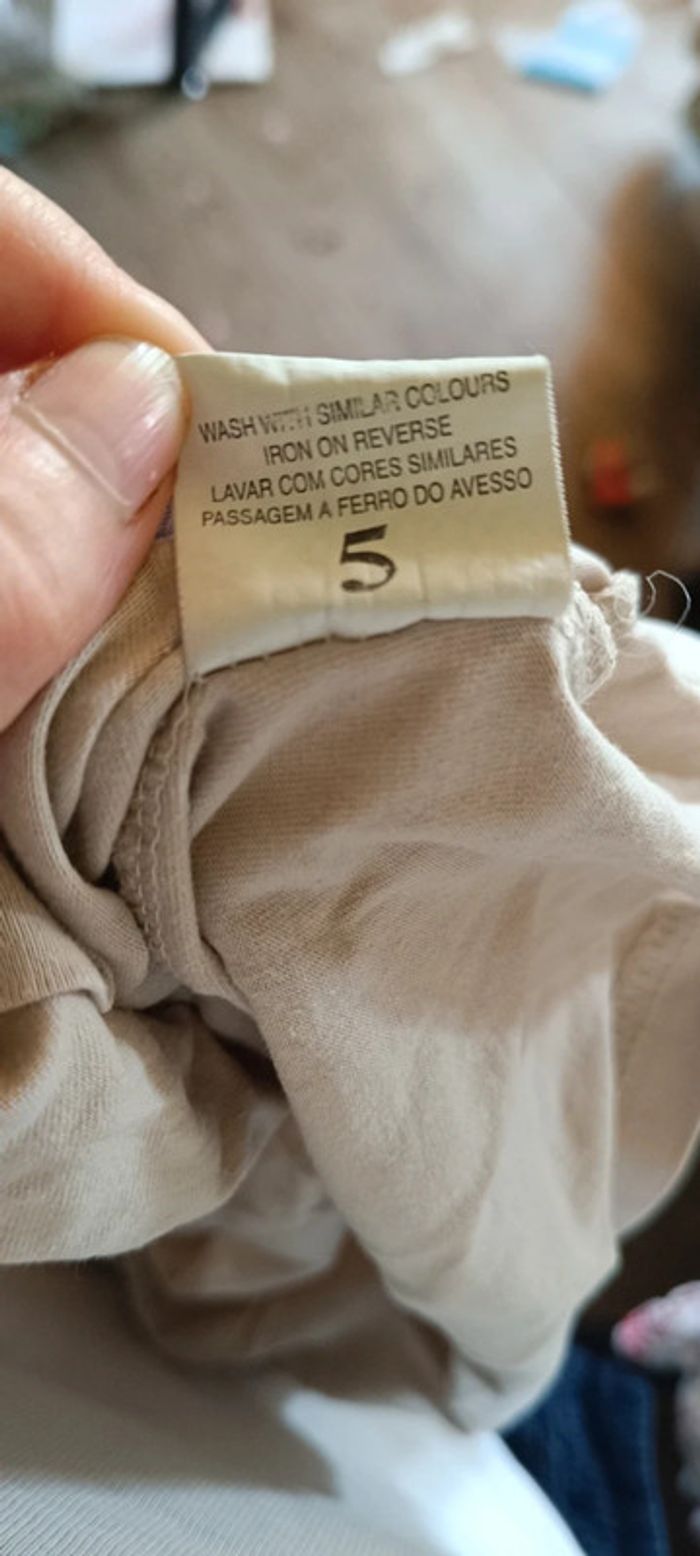 WASH WITH SIMILAR COLOURS
IRON ON REVERSE
LAVAR COM CORES SIMILARES
PASSAGEM A FERRO DO AVESSO
5